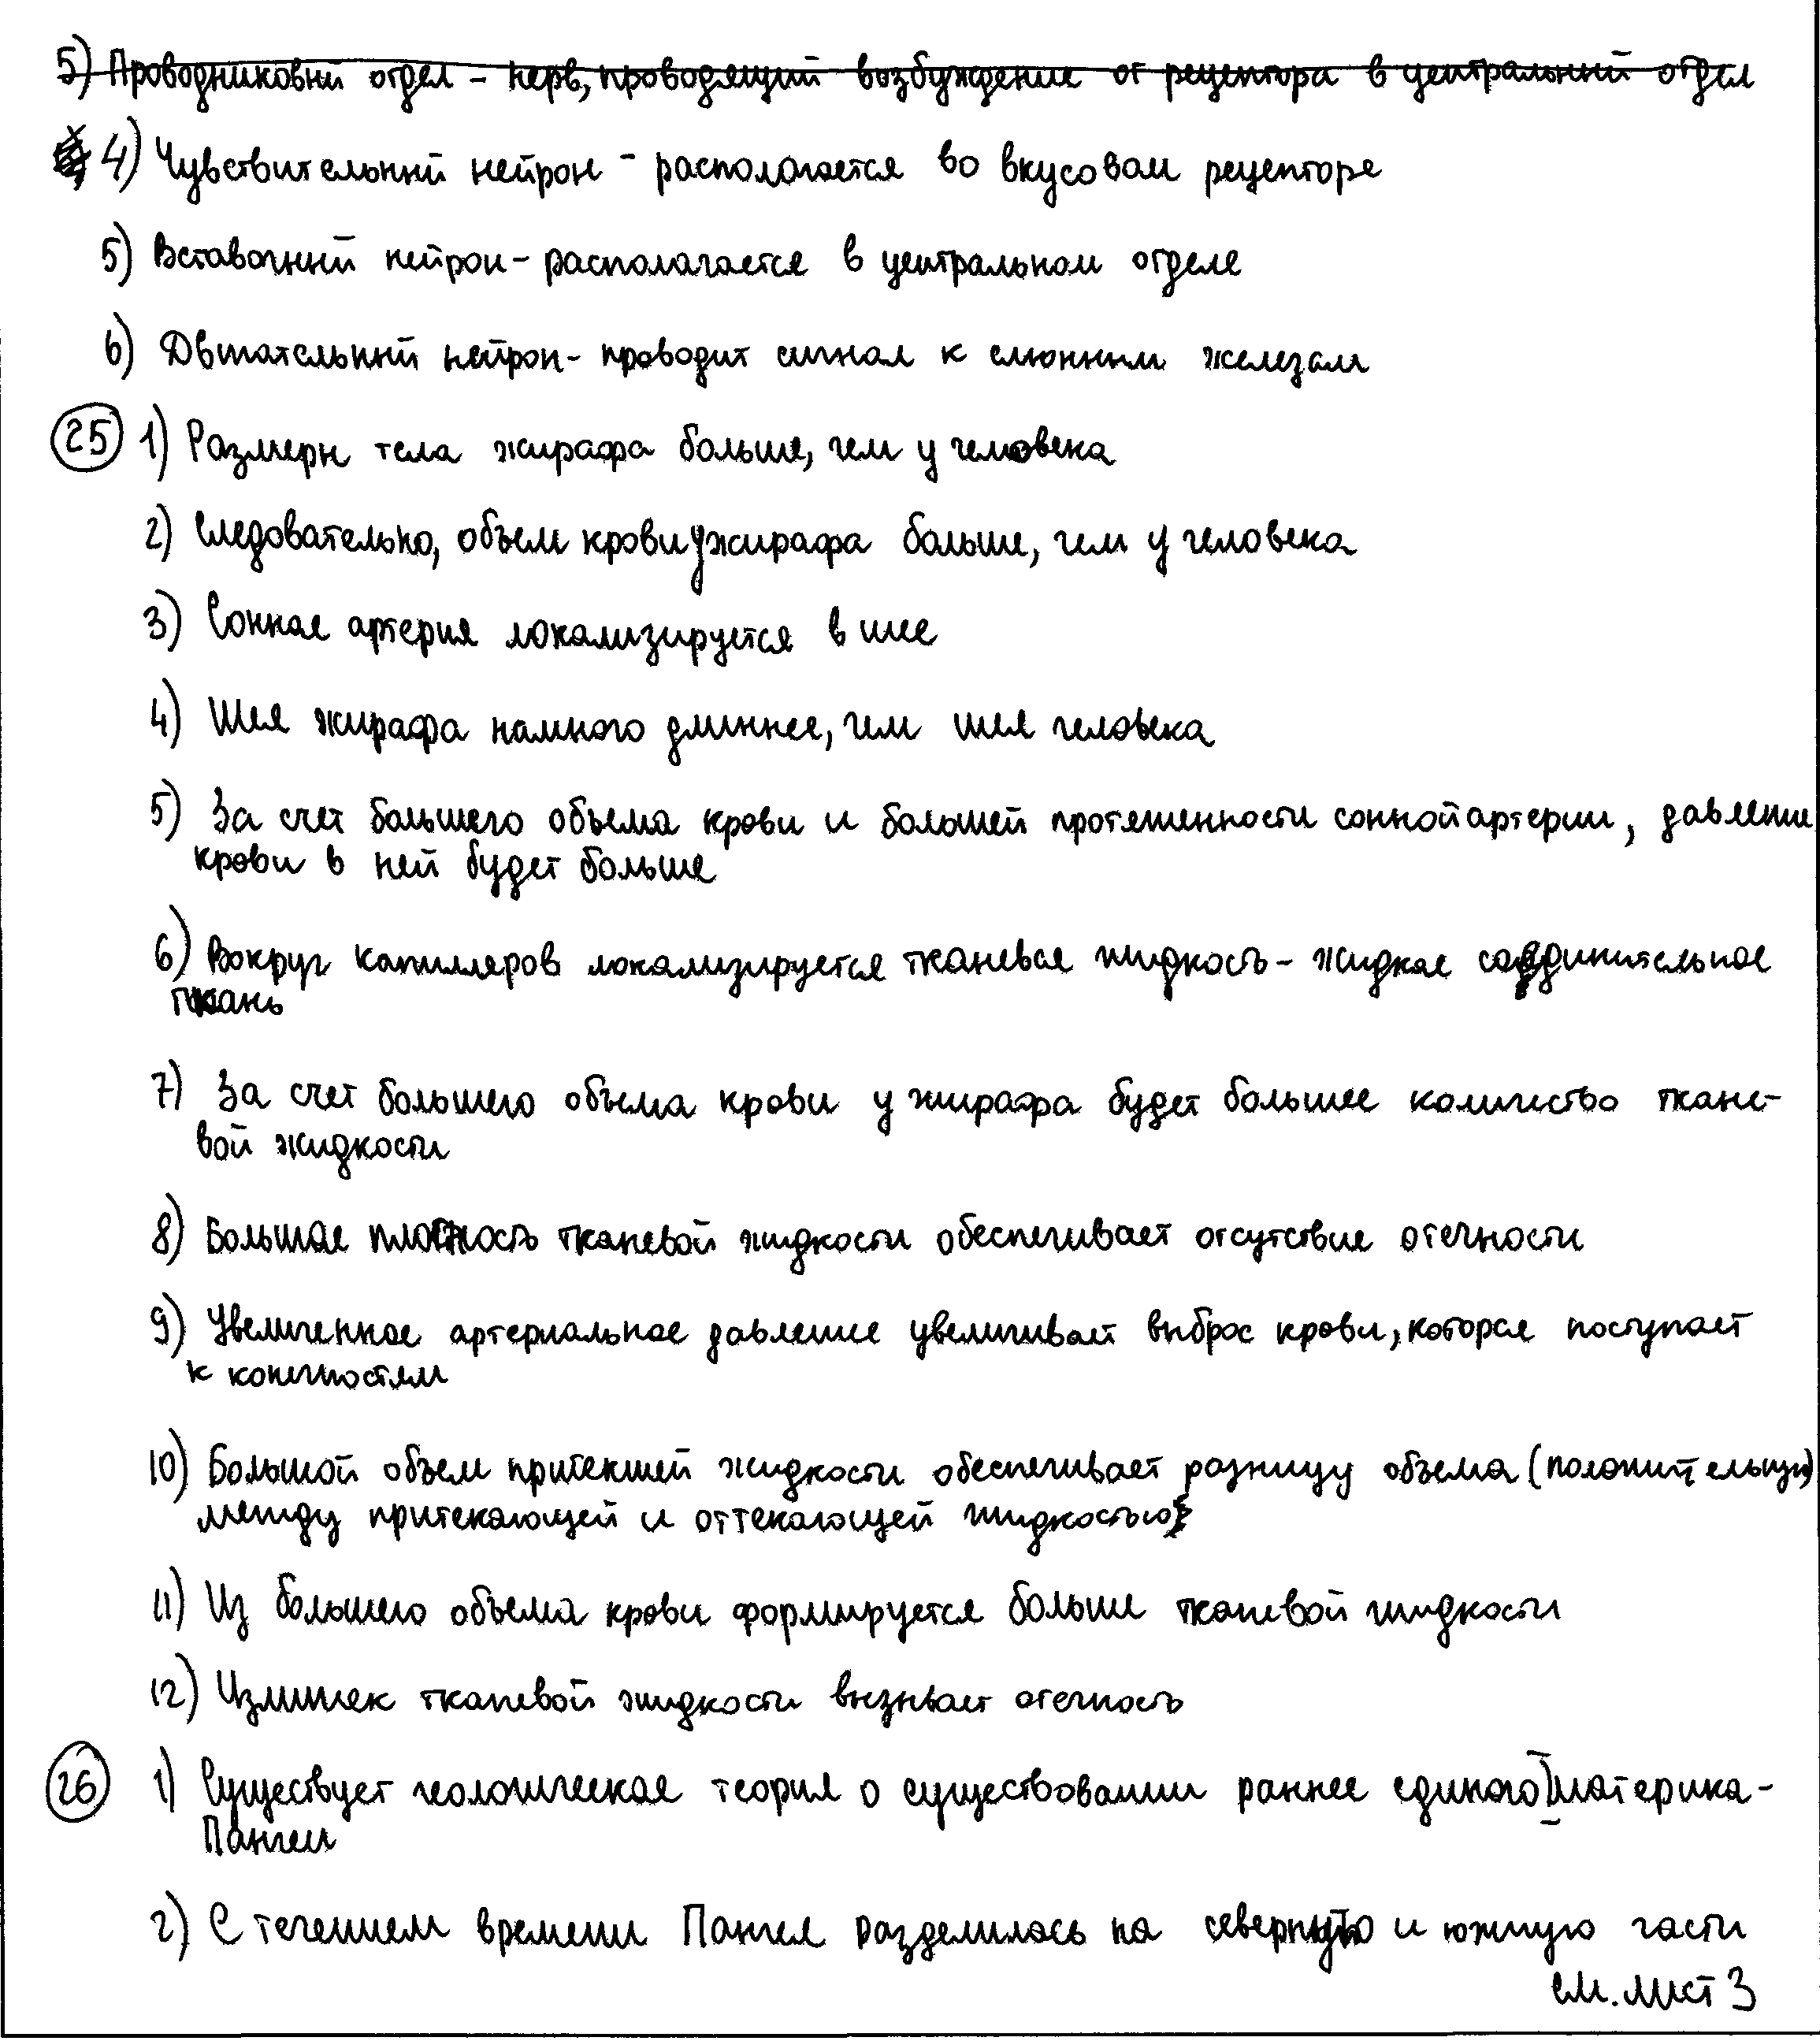 5) Проводниковый отдел - нерв, проводящий возбуждение от рецептора в центральный отдел
4) Чувствительный нейрон - располагается во вкусовом рецепторе
5) Вставочный нейрон - располагается в центральном отделе
6) Двигательный нейрон - проводит сигнал к слюнным железам
25 1) Размеры тела жирафа больше, чем у человека
2) Следовательно, объем крови у жирафа больше, чем у человека
3) Сонная артерия локализируется в шее
4) Шея жирафа намного длиннее, чем шея человека
5) За счет большего объема крови и большей протяженности сонной артерии, давление
крови в ней будет больше
6) Вокруг капилляров локализируется тканевая жидкость - жидкая соединительная
ткань
7) За счет большего объема крови у жирафа будет большее количество ткане-
вой жидкости
8) Большая плотность тканевой жидкости обеспечивает отсутствие отечности
9) Увеличенное артериальное давление увеличивает выброс крови, которая поступает
к конечностям
10) Большой объем притекшей жидкости обеспечивает разницу объема (положительную)
между притекающей и оттекающей жидкостью
11) Из большего объема крови формируется больше тканевой жидкости
12) Излишек тканевой жидкости вызывает отечность
26 1) Существует геологическая теория о существовании раннее единого материка -
Пангеи
2) С течением времени Пангея разделилась на северную и южную части
см. лист 3